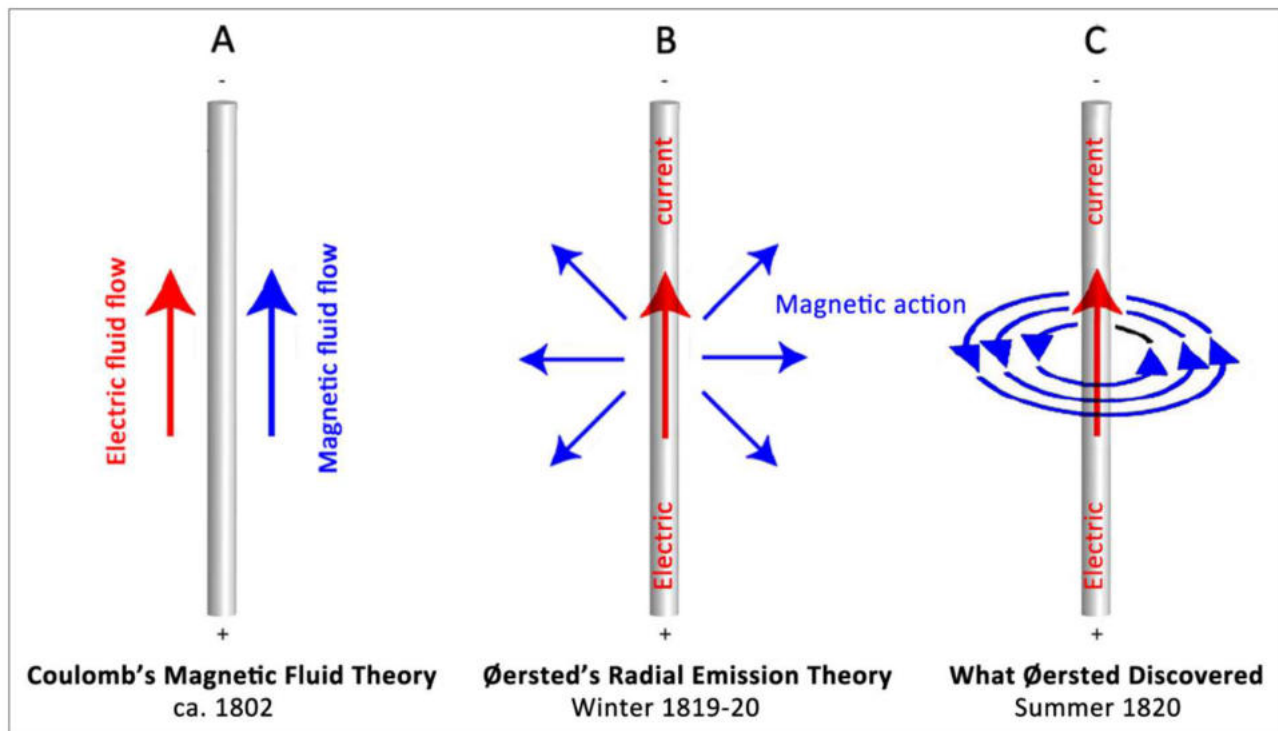 A
-
Electric fluid flow
Magnetic fluid flow
+
Coulomb's Magnetic Fluid Theory
ca. 1802
B
-
current
Magnetic action
Electric
+
Øersted's Radial Emission Theory
Winter 1819-20
C
-
current
Electric
+
What Øersted Discovered
Summer 1820